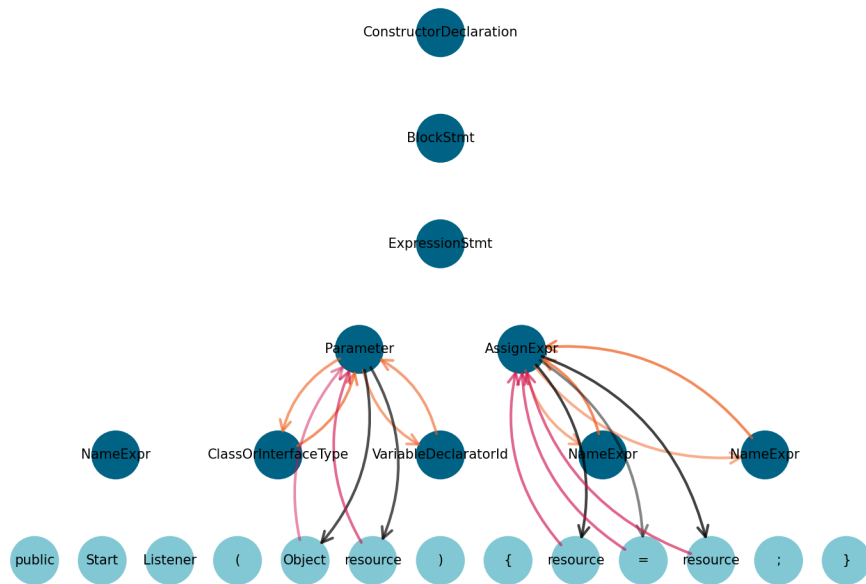 ConstructorDeclaration
BlockStmt
ExpressionStmt
Parameter AssignExpr
NameExpr ClassOrInterfaceType VariableDeclaratorId NameExpr NameExpr
public Start Listener ( Object resource ) { resource = resource ; }